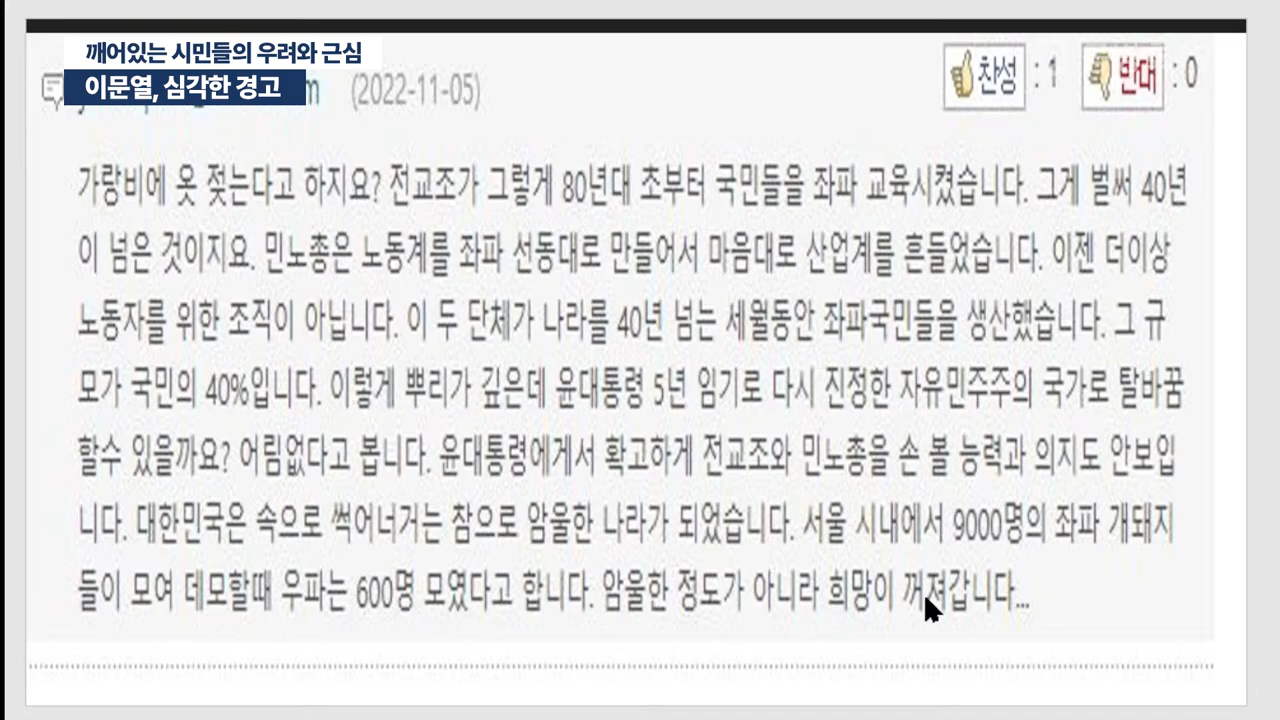 깨어있는 시민들의 우려와 근심
이문열, 심각한 경고
(2022-11-05)
찬성 : 1 반대 : 0
가랑비에 옷 젖는다고 하지요? 전교조가 그렇게 80년대 초부터 국민들을 좌파 교육시켰습니다. 그게 벌써 40년
이 넘은 것이지요. 민노총은 노동계를 좌파 선동대로 만들어서 마음대로 산업계를 흔들었습니다. 이젠 더이상
노동자를 위한 조직이 아닙니다. 이 두 단체가 나라를 40년 넘는 세월동안 좌파국민들을 생산했습니다. 그 규
모가 국민의 40%입니다. 이렇게 뿌리가 깊은데 윤대통령 5년 임기로 다시 진정한 자유민주주의 국가로 탈바꿈
할수 있을까요? 어림없다고 봅니다. 윤대통령에게서 확고하게 전교조와 민노총을 손 볼 능력과 의지도 안보입
니다. 대한민국은 속으로 썩어너거는 참으로 암울한 나라가 되었습니다. 서울 시내에서 9000명의 좌파 개돼지
들이 모여 데모할때 우파는 600명 모였다고 합니다. 암울한 정도가 아니라 희망이 꺼져갑니다...